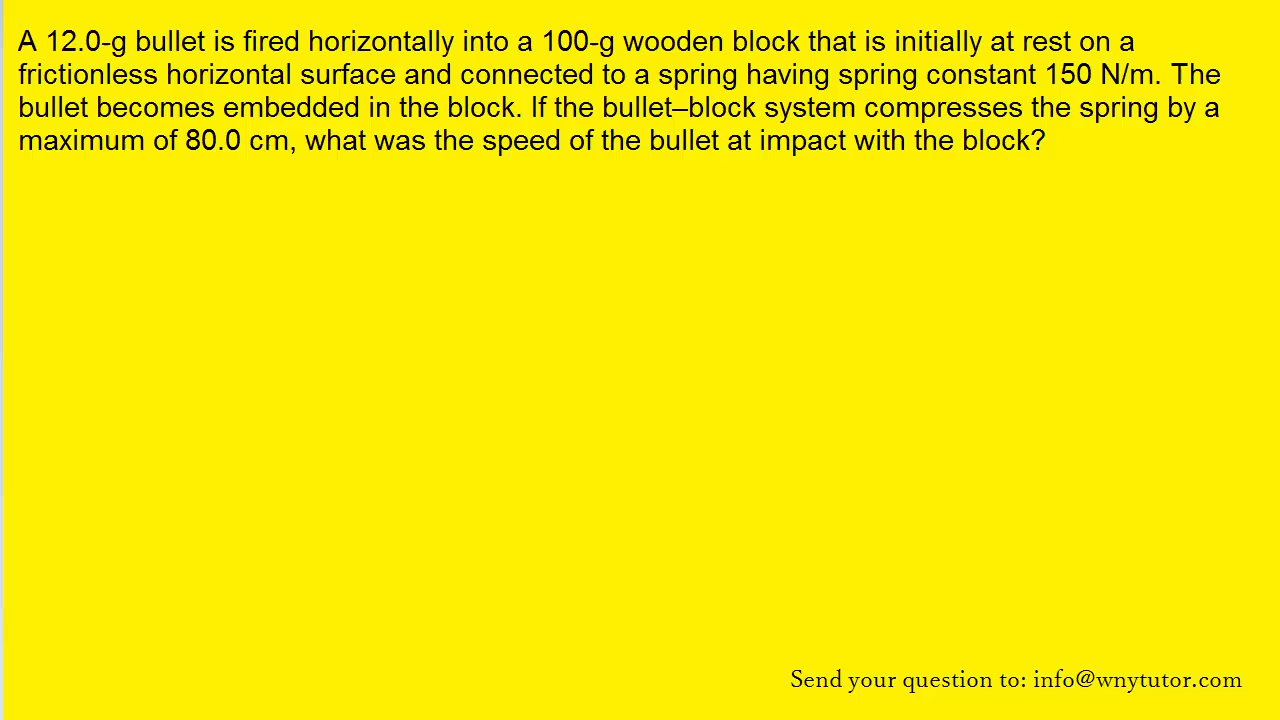 A 12.0-g bullet is fired horizontally into a 100-g wooden block that is initially at rest on a
frictionless horizontal surface and connected to a spring having spring constant 150 N/m. The
bullet becomes embedded in the block. If the bullet–block system compresses the spring by a
maximum of 80.0 cm, what was the speed of the bullet at impact with the block?
Send your question to: info@wnytutor.com